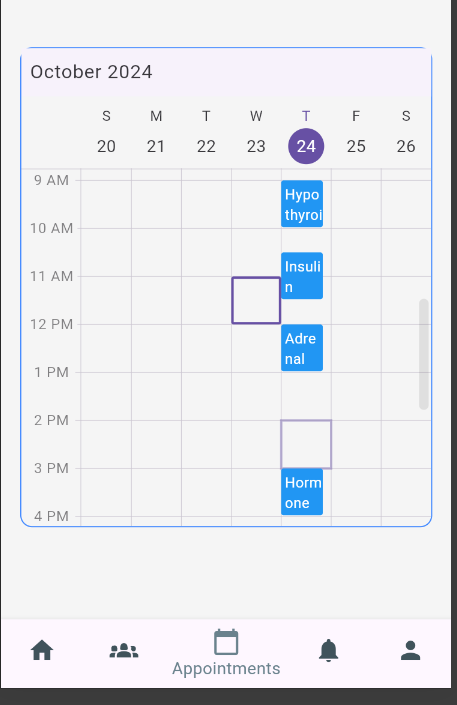 October 2024
S M T W T F S
20 21 22 23 24 25 26
9 AM
Hypo
thyroi
10 AM
11 AM
Insuli
n
12 PM
Adre
nal
1 PM
2 PM
3 PM
Horm
one
4 PM
Appointments